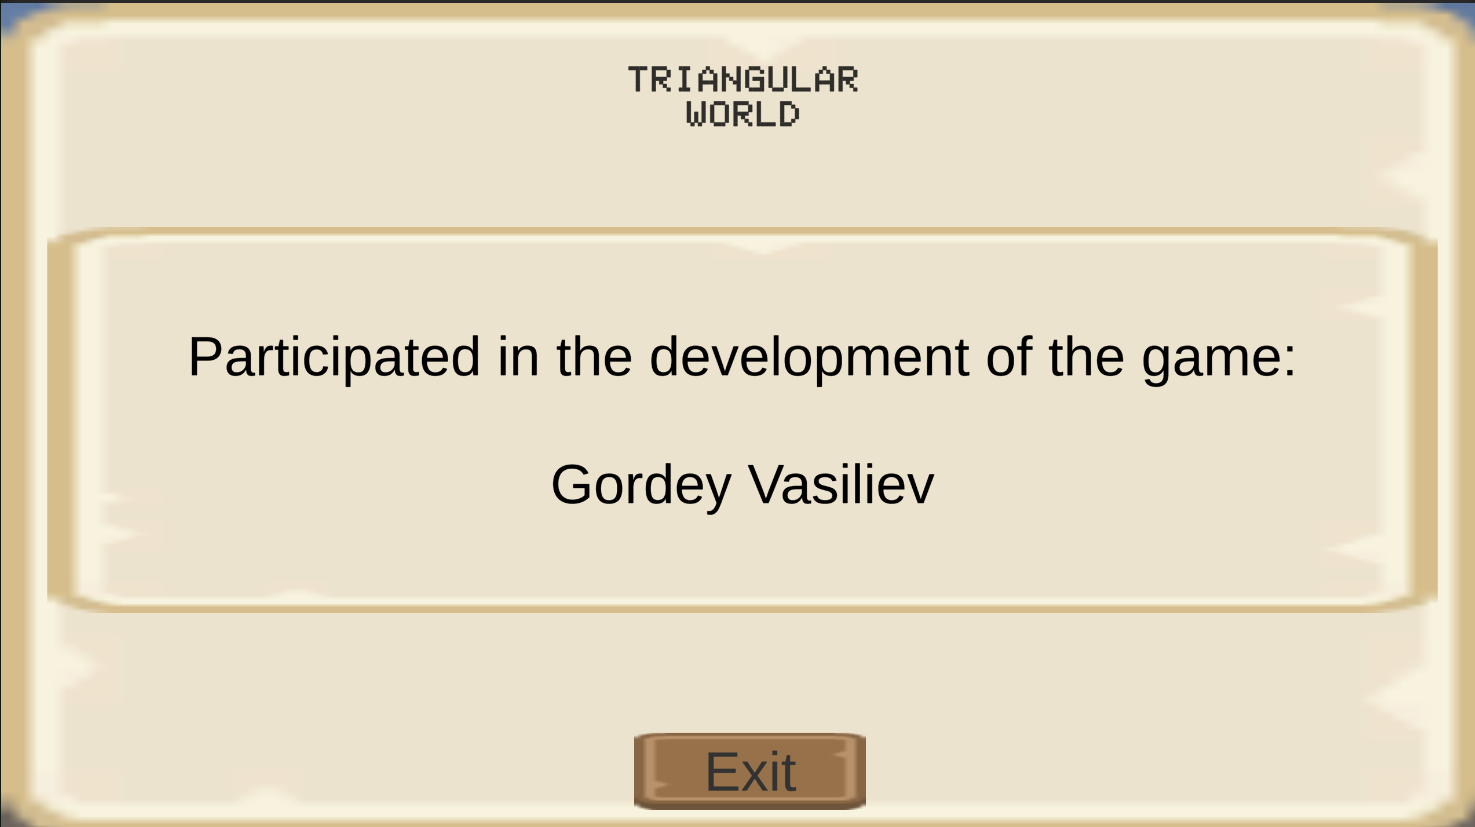 TRIANGULAR
WORLD
Participated in the development of the game:
Gordey Vasiliev
Exit